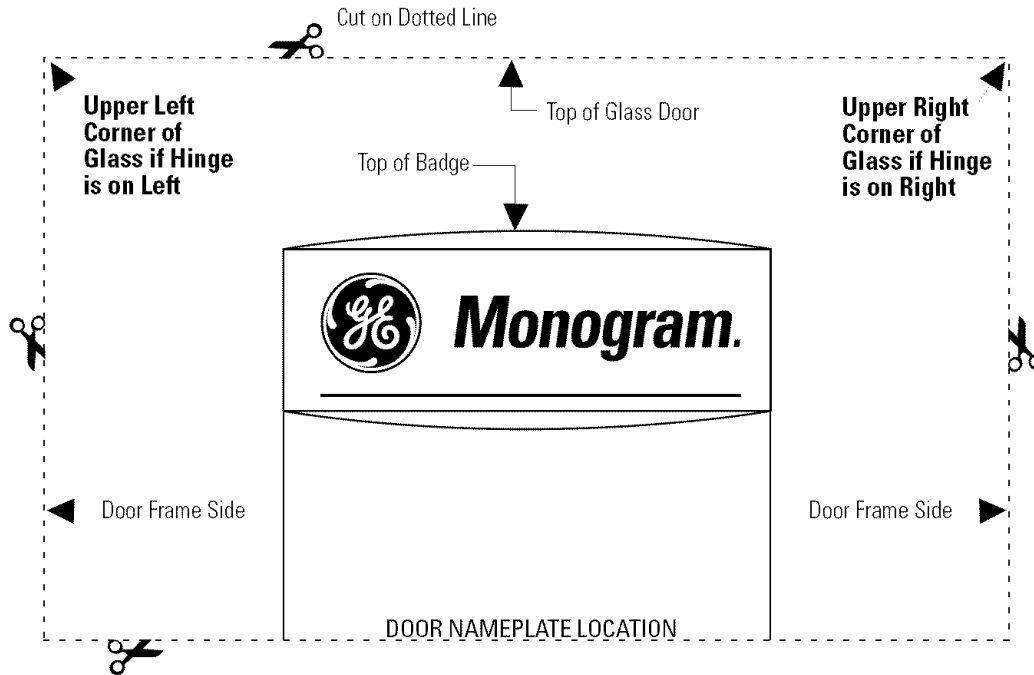 Cut on Dotted Line
Upper Left
Corner of
Glass if Hinge
is on Left
Top of Glass Door
Upper Right
Corner of
Glass if Hinge
is on Right
Top of Badge
GE Monogram.
Door Frame Side
Door Frame Side
DOOR NAMEPLATE LOCATION